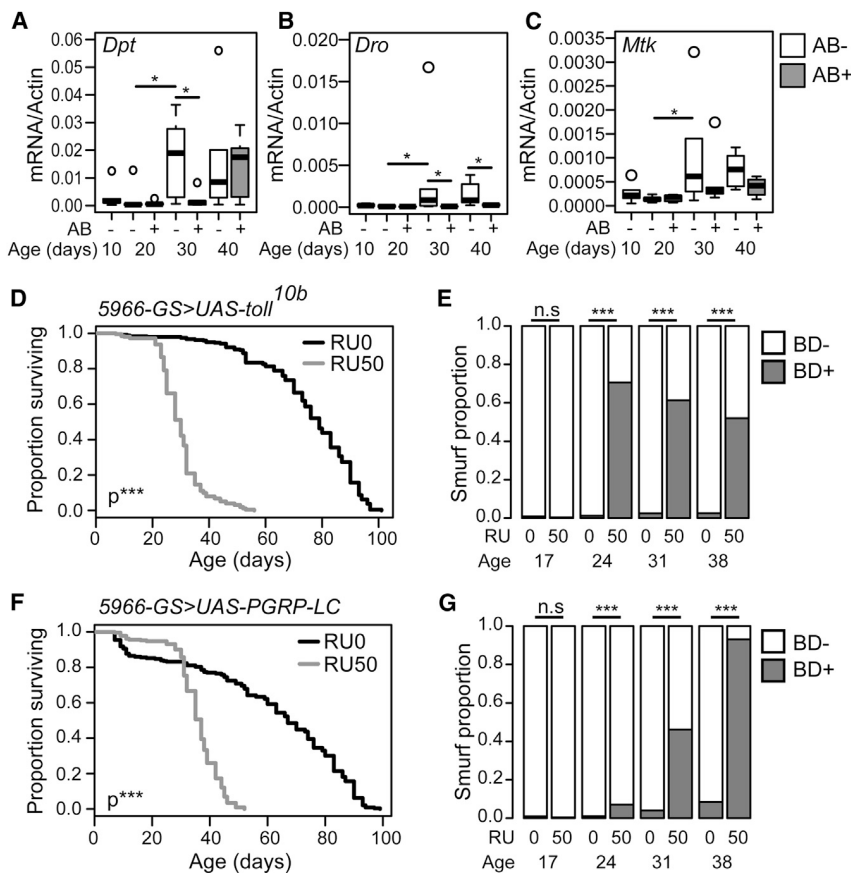 A
Dpt
mRNA/Actin
0.06
0.05
0.04
0.03
0.02
0.01
0.00
* *
AB - - + - + - +
Age (days) 10 20 30 40
B
Dro
mRNA/Actin
0.020
0.015
0.010
0.005
0.000
* * *
AB - - + - + - +
Age (days) 10 20 30 40
C
Mtk
mRNA/Actin
0.0035
0.0030
0.0025
0.0020
0.0015
0.0010
0.0005
0.0000
*
AB - - + - + - +
Age (days) 10 20 30 40
AB-
AB+
D
5966-GS>UAS-toll10b
Proportion surviving
1.0
0.8
0.6
0.4
0.2
0.0
RU0
RU50
p***
0 20 40 60 80 100
Age (days)
E
n.s *** *** ***
Smurf proportion
1.0
0.8
0.6
0.4
0.2
0.0
BD-
BD+
RU 0 50 0 50 0 50 0 50
Age 17 24 31 38
F
5966-GS>UAS-PGRP-LC
Proportion surviving
1.0
0.8
0.6
0.4
0.2
0.0
RU0
RU50
p***
0 20 40 60 80 100
Age (days)
G
n.s *** *** ***
Smurf proportion
1.0
0.8
0.6
0.4
0.2
0.0
BD-
BD+
RU 0 50 0 50 0 50 0 50
Age 17 24 31 38